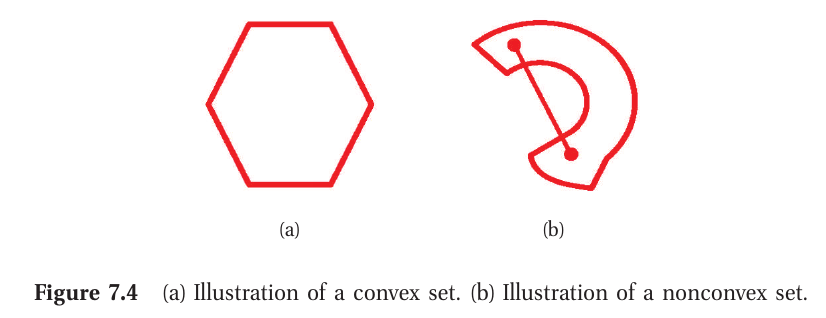 (a)
(b)
Figure 7.4 (a) Illustration of a convex set. (b) Illustration of a nonconvex set.